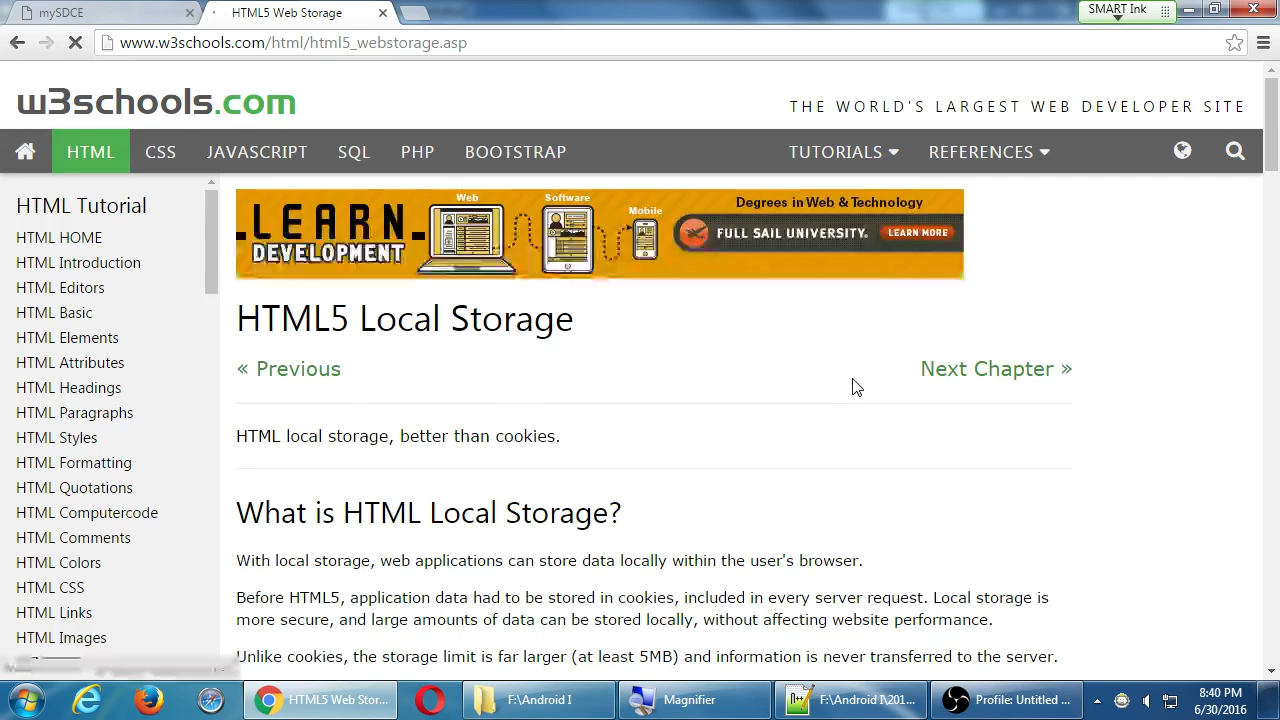 mySDCE
HTML5 Web Storage
SMART Ink
www.w3schools.com/html/html5_webstorage.asp
w3schools.com
THE WORLD'S LARGEST WEB DEVELOPER SITE
HTML CSS JAVASCRIPT SQL PHP BOOTSTRAP TUTORIALS REFERENCES
HTML Tutorial
HTML HOME
HTML Introduction
HTML Editors
HTML Basic
HTML Elements
HTML Attributes
HTML Headings
HTML Paragraphs
HTML Styles
HTML Formatting
HTML Quotations
HTML Computercode
HTML Comments
HTML Colors
HTML CSS
HTML Links
HTML Images
LEARN
DEVELOPMENT
Web
Software
Mobile
Degrees in Web & Technology
FULL SAIL UNIVERSITY.
LEARN MORE
HTML5 Local Storage
« Previous
Next Chapter »
HTML local storage, better than cookies.
What is HTML Local Storage?
With local storage, web applications can store data locally within the user's browser.
Before HTML5, application data had to be stored in cookies, included in every server request. Local storage is
more secure, and large amounts of data can be stored locally, without affecting website performance.
Unlike cookies, the storage limit is far larger (at least 5MB) and information is never transferred to the server.
HTML5 Web Stor...
F:\Android I
Magnifier
F:\Android I\201...
Profile: Untitled ...
8:40 PM
6/30/2016